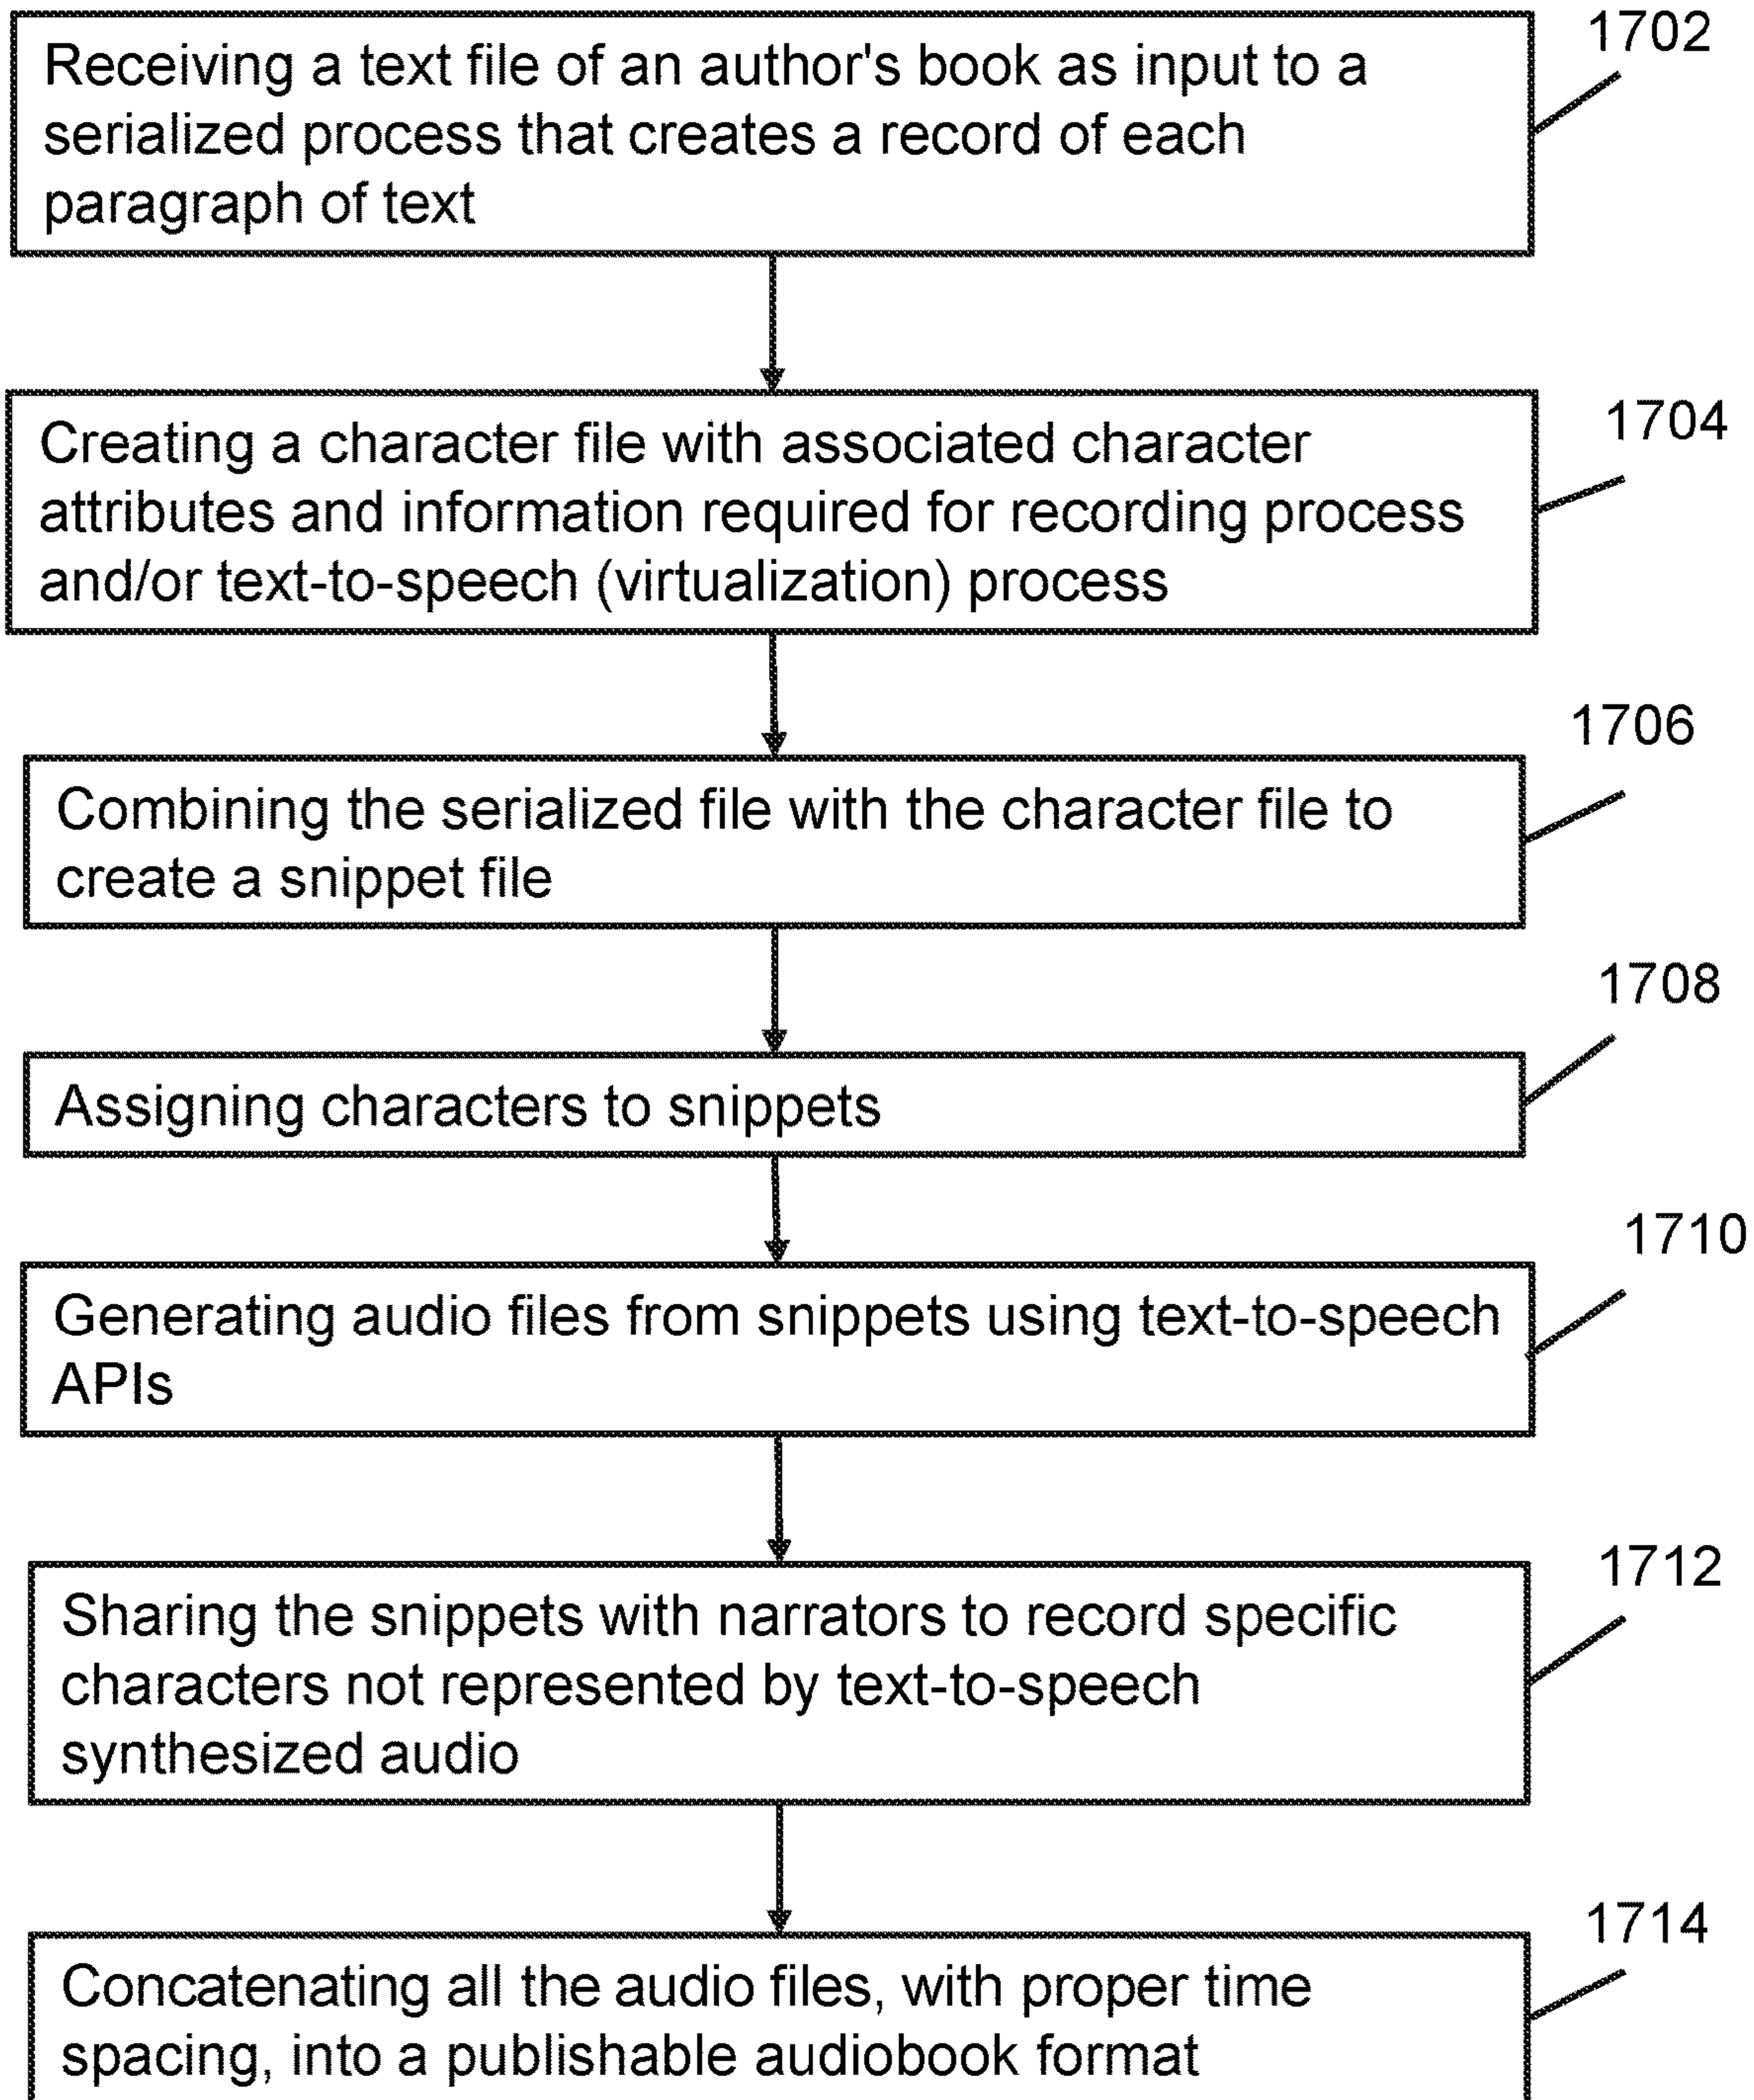 1702
Receiving a text file of an author's book as input to a
serialized process that creates a record of each
paragraph of text
1704
Creating a character file with associated character
attributes and information required for recording process
and/or text-to-speech (virtualization) process
1706
Combining the serialized file with the character file to
create a snippet file
1708
Assigning characters to snippets
1710
Generating audio files from snippets using text-to-speech
APIs
1712
Sharing the snippets with narrators to record specific
characters not represented by text-to-speech
synthesized audio
1714
Concatenating all the audio files, with proper time
spacing, into a publishable audiobook format